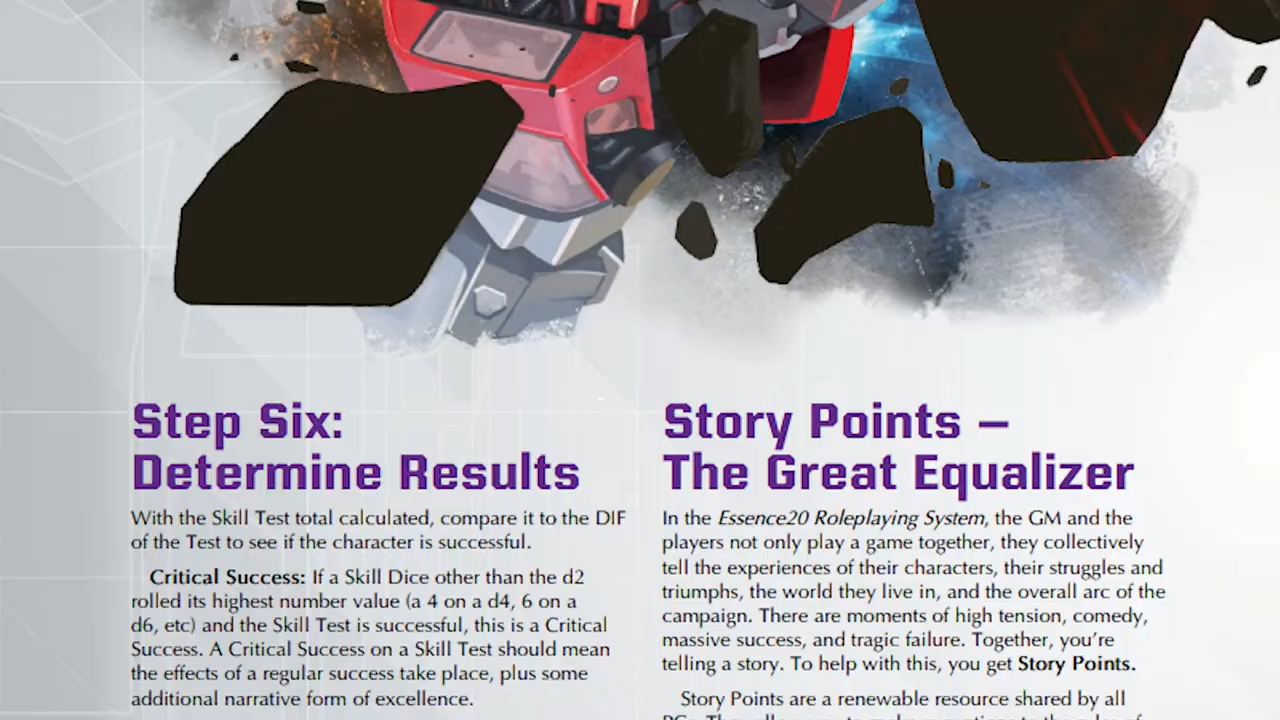 Step Six:
Determine Results
With the Skill Test total calculated, compare it to the DIF
of the Test to see if the character is successful.
Critical Success: If a Skill Dice other than the d2
rolled its highest number value (a 4 on a d4, 6 on a
d6, etc) and the Skill Test is successful, this is a Critical
Success. A Critical Success on a Skill Test should mean
the effects of a regular success take place, plus some
additional narrative form of excellence.
Story Points –
The Great Equalizer
In the Essence20 Roleplaying System, the GM and the
players not only play a game together, they collectively
tell the experiences of their characters, their struggles and
triumphs, the world they live in, and the overall arc of the
campaign. There are moments of high tension, comedy,
massive success, and tragic failure. Together, you're
telling a story. To help with this, you get Story Points.
Story Points are a renewable resource shared by all